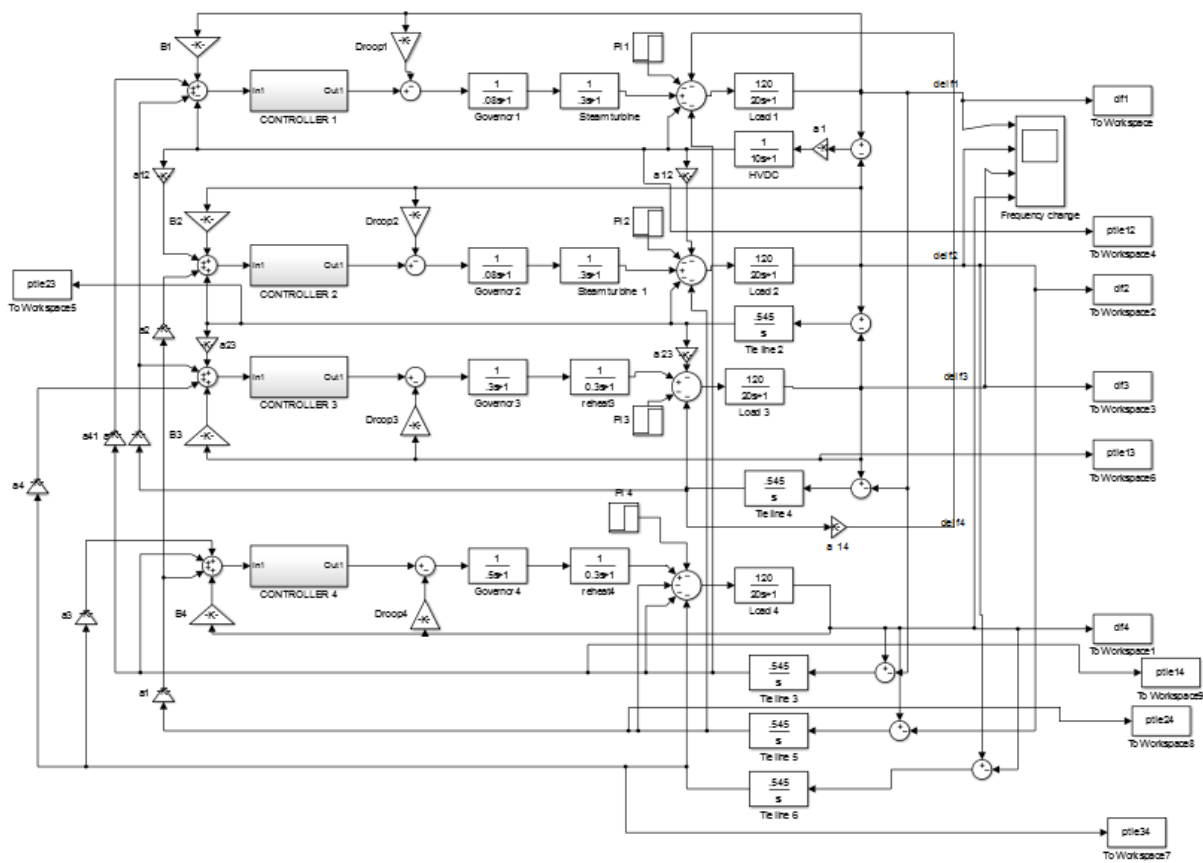 B1
-K-
Droop1
-K-
Pl 1
In1 Out1
CONTROLLER 1
1
.08s+1
Governor 1
1
.3s+1
Steam turbine
120
20s+1
Load 1
del f1
df1
To Workspace
1
10s+1
HVDC
a 1
Frequency change
a12
a 12
B2
-K-
Droop2
-K-
Pl 2
In1 Out1
CONTROLLER 2
1
.08s+1
Governor 2
1
.3s+1
Steam turbine 1
120
20s+1
Load 2
del f2
ptie12
To Workspace4
ptie23
To Workspace5
df2
To Workspace2
.545
s
Tie line 2
a2
a23
a 23
In1 Out1
CONTROLLER 3
1
.3s+1
Governor 3
1
0.3s+1
reheat3
120
20s+1
Load 3
del f3
df3
To Workspace3
B3
-K-
Droop3
-K-
Pl 3
a41
ptie13
To Workspace6
a4
.545
s
Tie line 4
Pl 4
a 14
del f4
In1 Out1
CONTROLLER 4
1
.5s+1
Governor 4
1
0.3s+1
reheat4
120
20s+1
Load 4
a3
B4
-K-
Droop4
-K-
df4
To Workspace1
.545
s
Tie line 3
ptie14
To Workspace9
a1
.545
s
Tie line 5
ptie24
To Workspace8
.545
s
Tie line 6
ptie34
To Workspace7